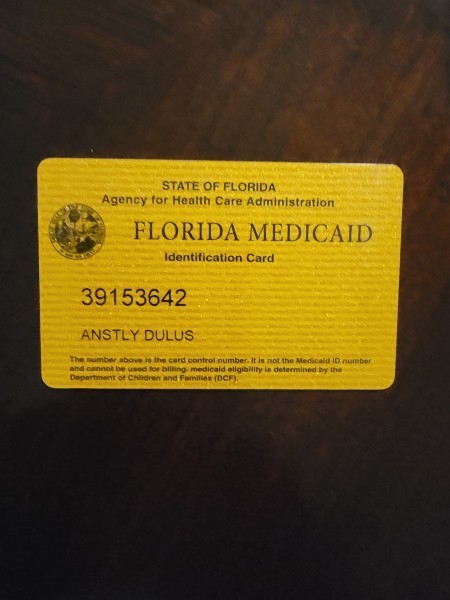 STATE OF FLORIDA
Agency for Health Care Administration
FLORIDA MEDICAID
Identification Card
39153642
ANSTLY DULUS
The number above is the card control number. It is not the Medicaid ID number
and cannot be used for billing. medicaid eligibility is determined by the
Department of Children and Families (DCF).